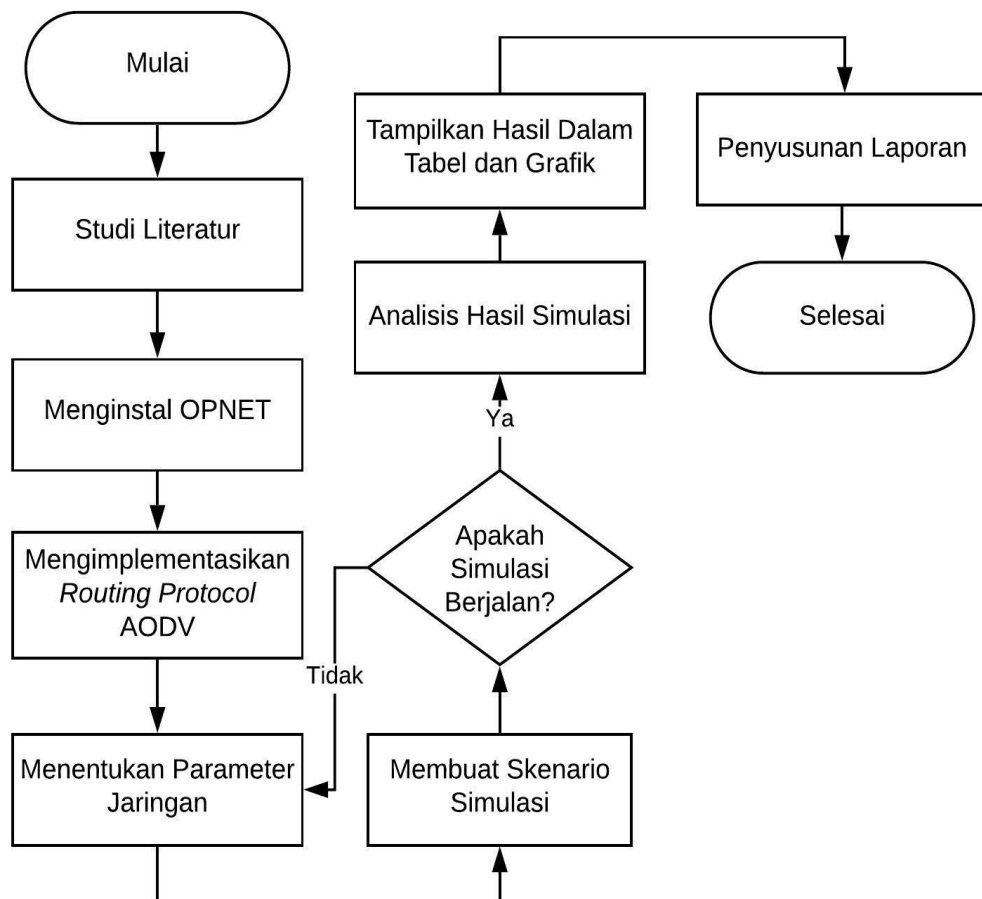 Mulai
Studi Literatur
Menginstal OPNET
Mengimplementasikan
Routing Protocol
AODV
Menentukan Parameter
Jaringan
Membuat Skenario
Simulasi
Apakah
Simulasi
Berjalan?
Tidak
Ya
Analisis Hasil Simulasi
Tampilkan Hasil Dalam
Tabel dan Grafik
Penyusunan Laporan
Selesai